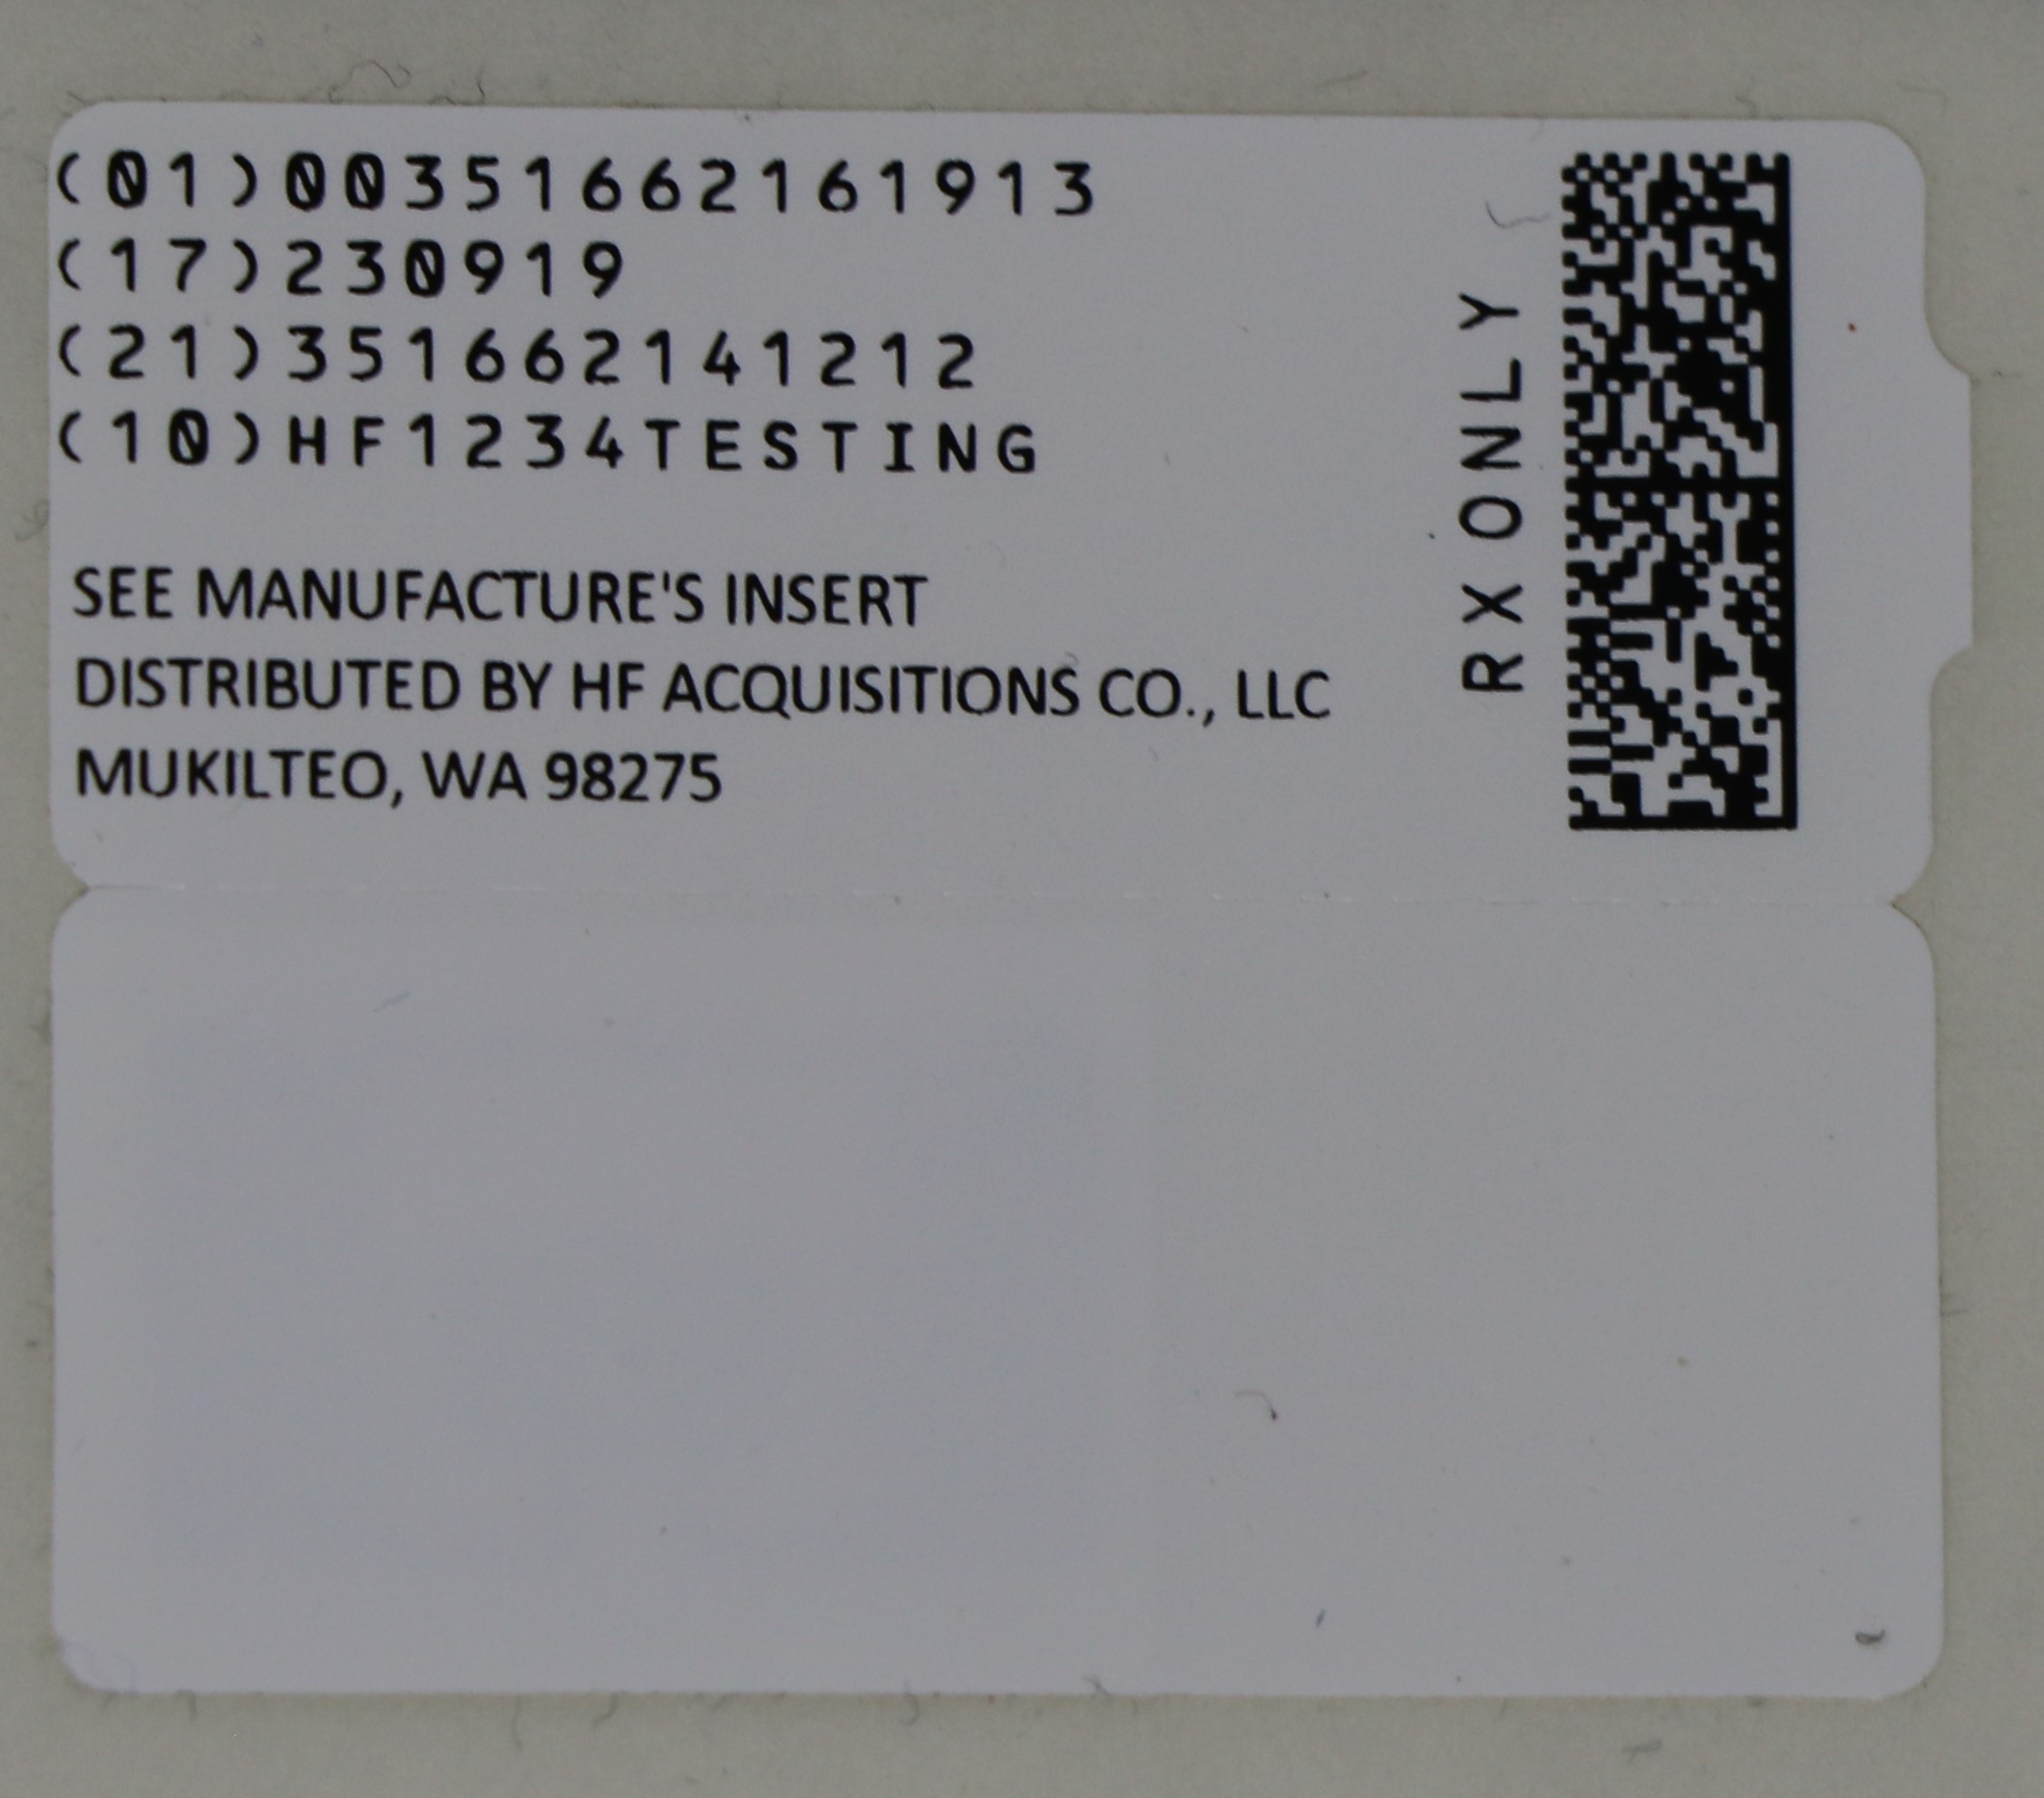 (01)00351662161913
(17)230919
(21)351662141212
(10)HF1234TESTING
SEE MANUFACTURE'S INSERT
DISTRIBUTED BY HF ACQUISITIONS CO., LLC
MUKILTEO, WA 98275
RX ONLY